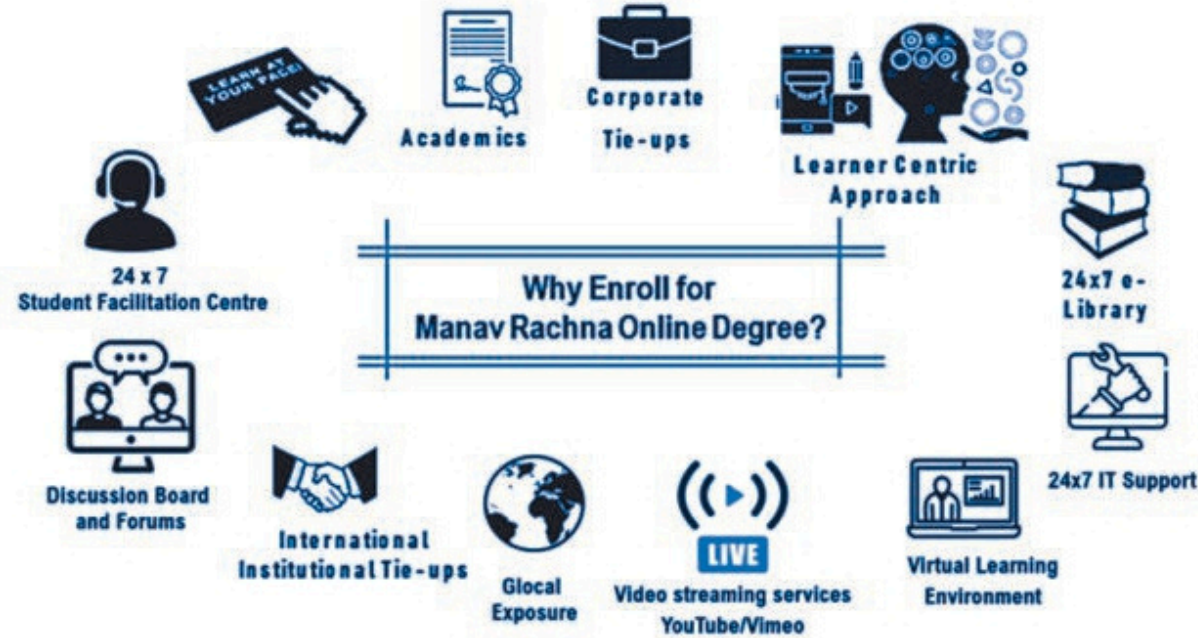 LEARN AT
YOUR PACE!
Academics
Corporate
Tie-ups
Learner Centric
Approach
24 x 7
Student Facilitation Centre
Why Enroll for
Manav Rachna Online Degree?
24x7 e-
Library
Discussion Board
and Forums
International
Institutional Tie-ups
Glocal
Exposure
LIVE
Video streaming services
YouTube/Vimeo
Virtual Learning
Environment
24x7 IT Support